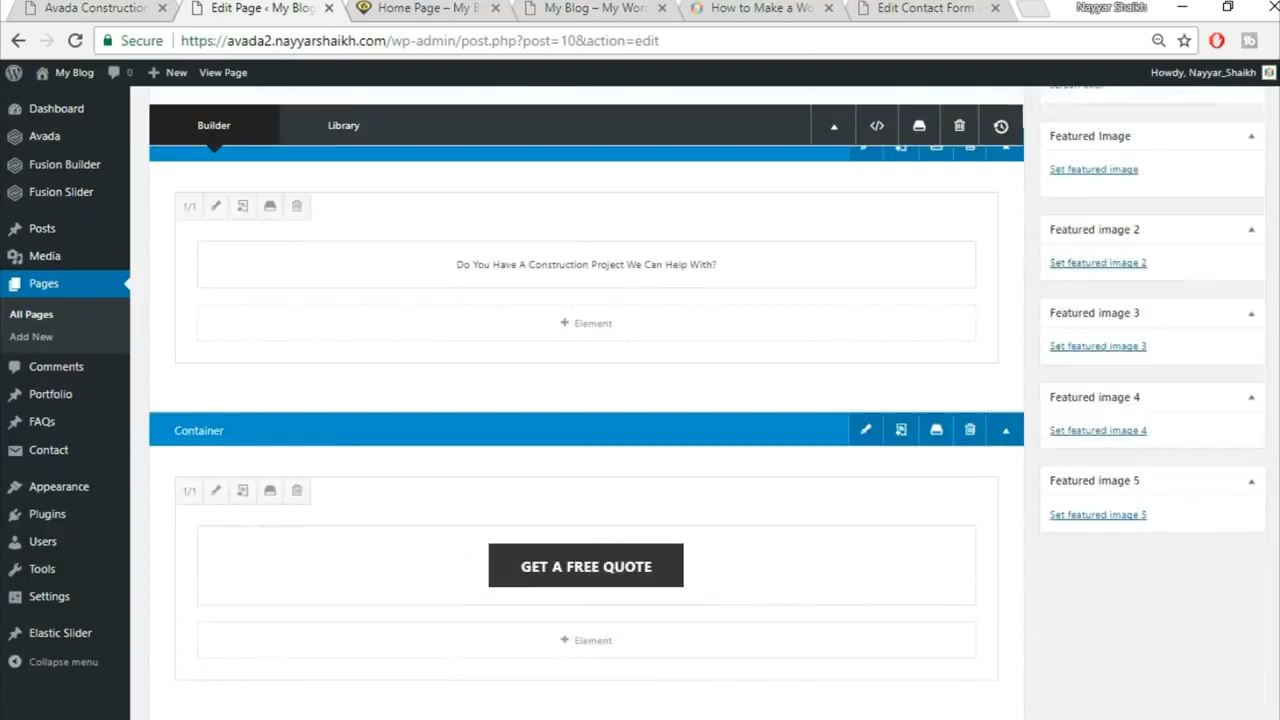 Avada Construction
Edit Page ‹ My Blog
Home Page – My B
My Blog – My Wor
How to Make a Wo
Edit Contact Form
Nayyar Shaikh
Secure
https://avada2.nayyarshaikh.com/wp-admin/post.php?post=10&action=edit
My Blog
0
New
View Page
Howdy, Nayyar_Shaikh
Dashboard
Avada
Fusion Builder
Fusion Slider
Posts
Media
Pages
All Pages
Add New
Comments
Portfolio
FAQs
Contact
Appearance
Plugins
Users
Tools
Settings
Elastic Slider
Collapse menu
Builder
Library
1/1
Do You Have A Construction Project We Can Help With?
Element
Container
1/1
GET A FREE QUOTE
Element
Featured Image
Set featured image
Featured image 2
Set featured image 2
Featured image 3
Set featured image 3
Featured image 4
Set featured image 4
Featured image 5
Set featured image 5